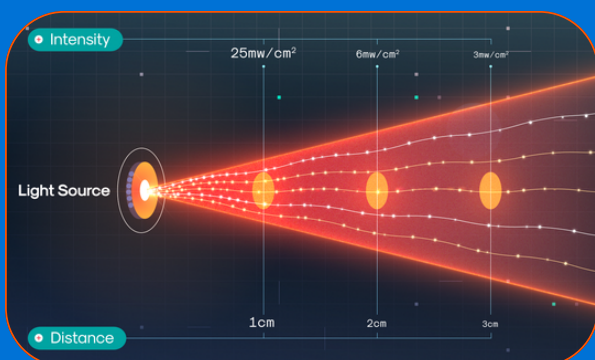 Intensity
25mw/cm²
6mw/cm²
3mw/cm²
Light Source
1cm
2cm
3cm
Distance